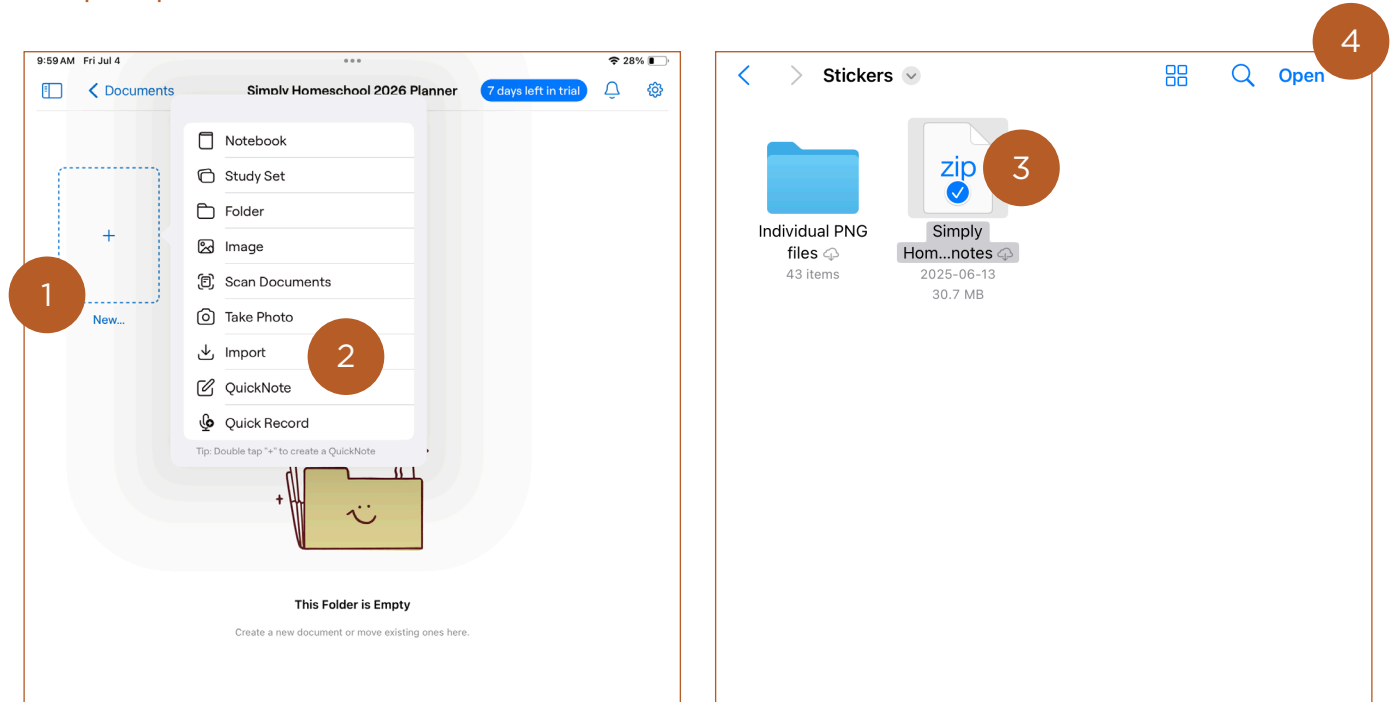 9:59 AM Fri Jul 4
28%
Documents
Simply Homeschool 2026 Planner
7 days left in trial
Notebook
Study Set
Folder
Image
Scan Documents
Take Photo
Import
QuickNote
Quick Record
Tip: Double tap "+" to create a QuickNote
+
1
New...
2
This Folder is Empty
Create a new document or move existing ones here.
4
Stickers
Open
zip
3
Individual PNG
files
43 items
Simply
Hom...notes
2025-06-13
30.7 MB